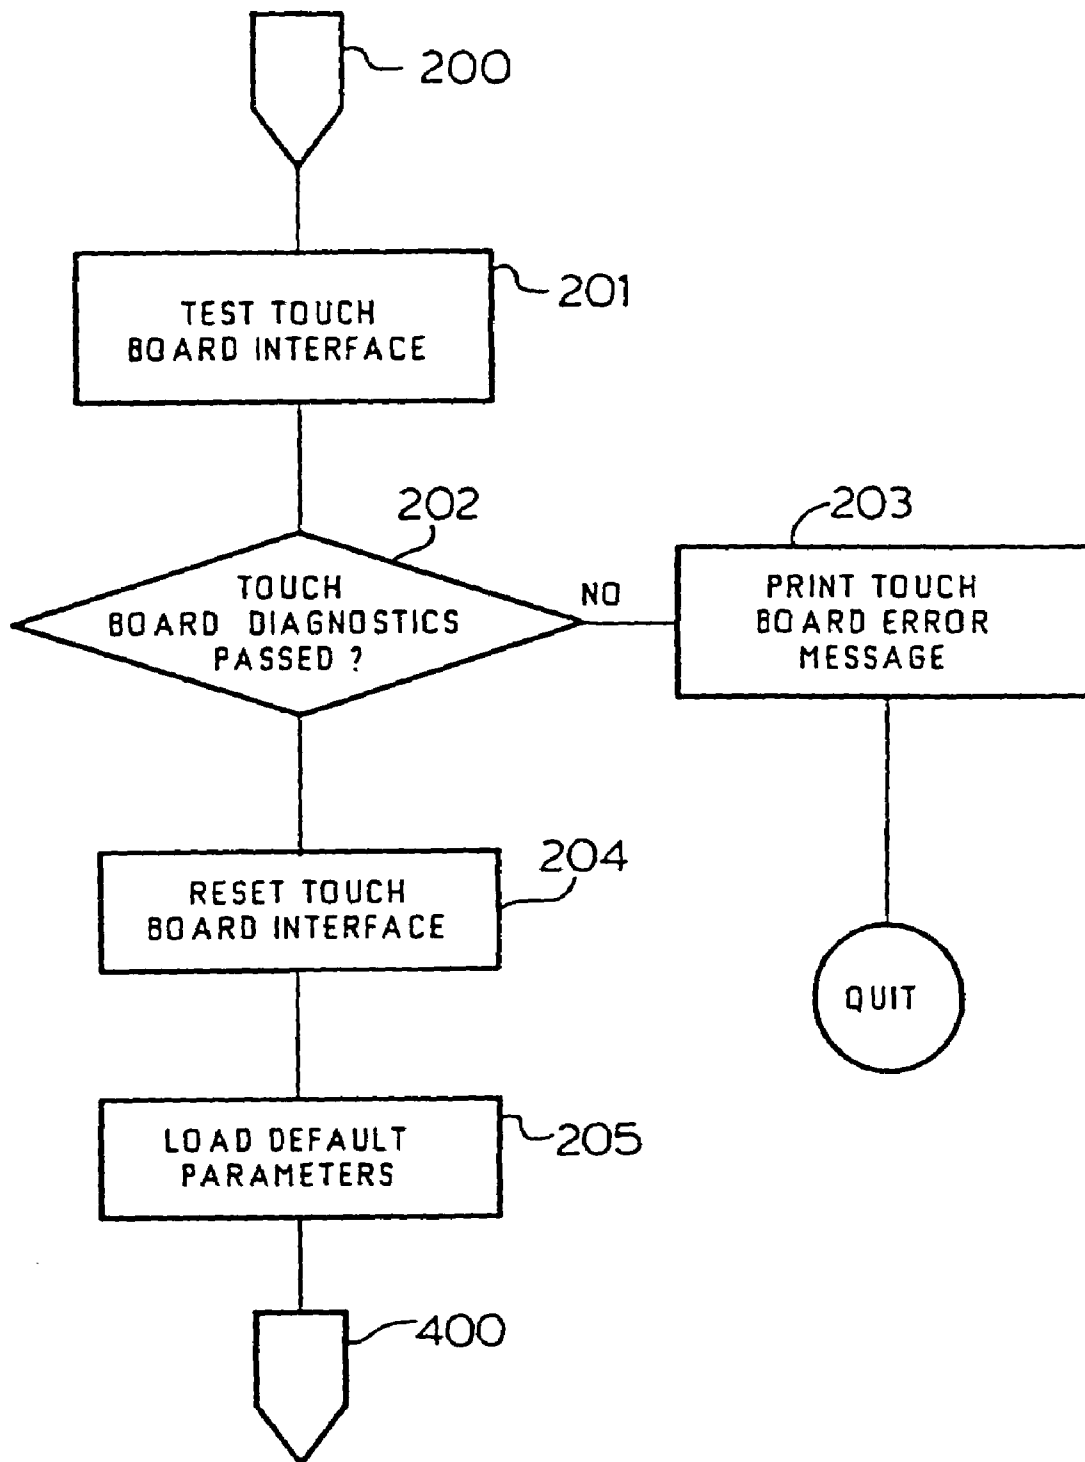 200
TEST TOUCH
BOARD INTERFACE
201
202
TOUCH
BOARD DIAGNOSTICS
PASSED ?
NO
203
PRINT TOUCH
BOARD ERROR
MESSAGE
RESET TOUCH
BOARD INTERFACE
204
QUIT
LOAD DEFAULT
PARAMETERS
205
400